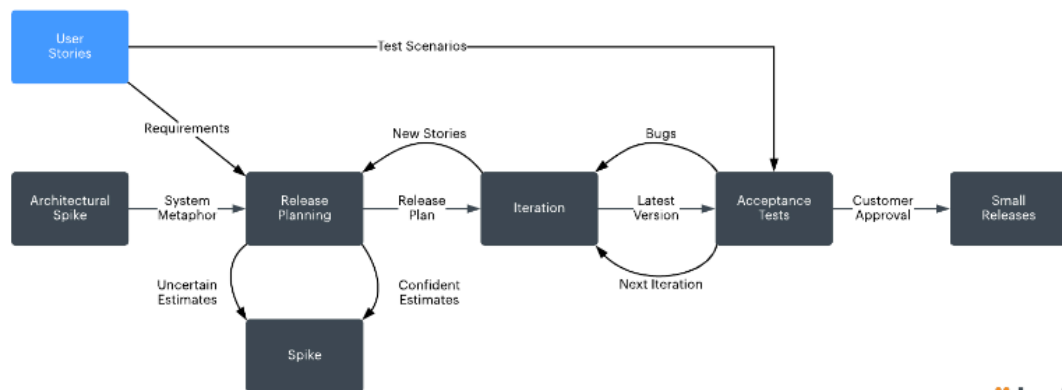 User
Stories
Test Scenarios
Requirements
New Stories
Bugs
Architectural
Spike
System
Metaphor
Release
Planning
Release
Plan
Iteration
Latest
Version
Acceptance
Tests
Customer
Approval
Small
Releases
Uncertain
Estimates
Confident
Estimates
Next Iteration
Spike